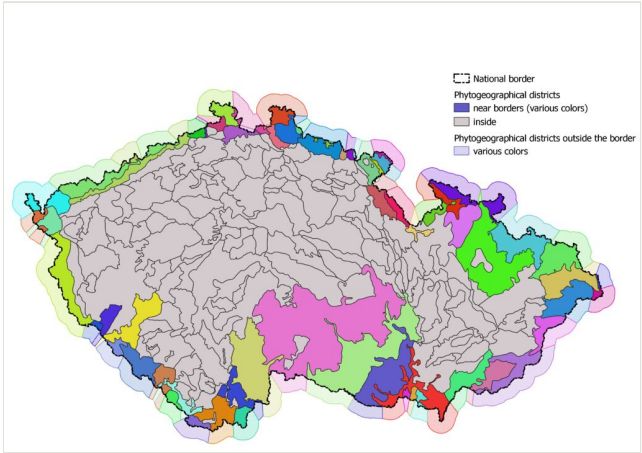 National border
Phytogeographical districts
near borders (various colors)
inside
Phytogeographical districts outside the border
various colors